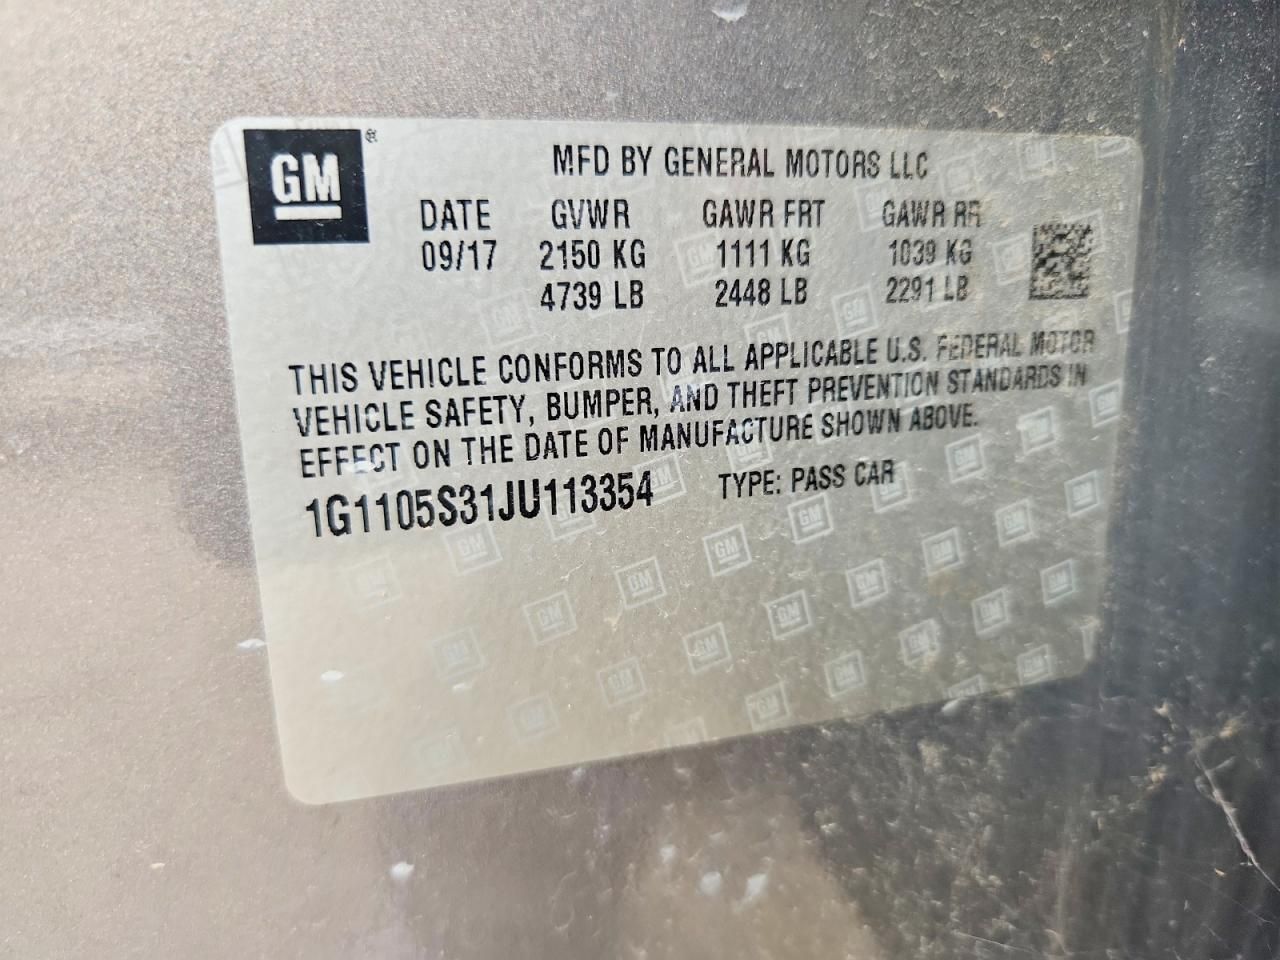 GM ®
MFD BY GENERAL MOTORS LLC
DATE GVWR GAWR FRT GAWR RR
09/17 2150 KG 1111 KG 1039 KG
4739 LB 2448 LB 2291 LB
THIS VEHICLE CONFORMS TO ALL APPLICABLE U.S. FEDERAL MOTOR
VEHICLE SAFETY, BUMPER, AND THEFT PREVENTION STANDARDS IN
EFFECT ON THE DATE OF MANUFACTURE SHOWN ABOVE.
1G1105S31JU113354 TYPE: PASS CAR